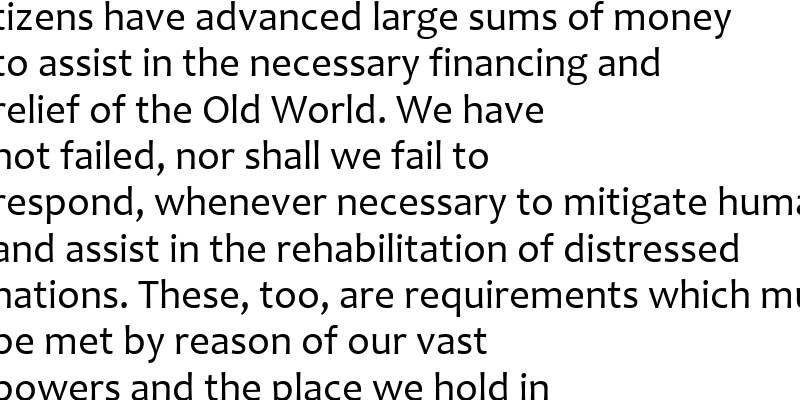 tizens have advanced large sums of money
to assist in the necessary financing and
relief of the Old World. We have
not failed, nor shall we fail to
respond, whenever necessary to mitigate huma
and assist in the rehabilitation of distressed
nations. These, too, are requirements which mu
be met by reason of our vast
powers and the place we hold in